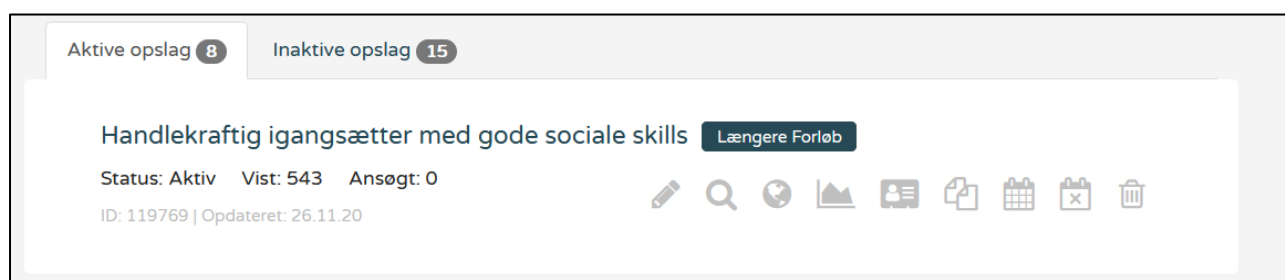 Aktive opslag 8 Inaktive opslag 15
Handlekraftig igangsætter med gode sociale skills Længere Forløb
Status: Aktiv Vist: 543 Ansøgt: 0
ID: 119769 | Opdateret: 26.11.20